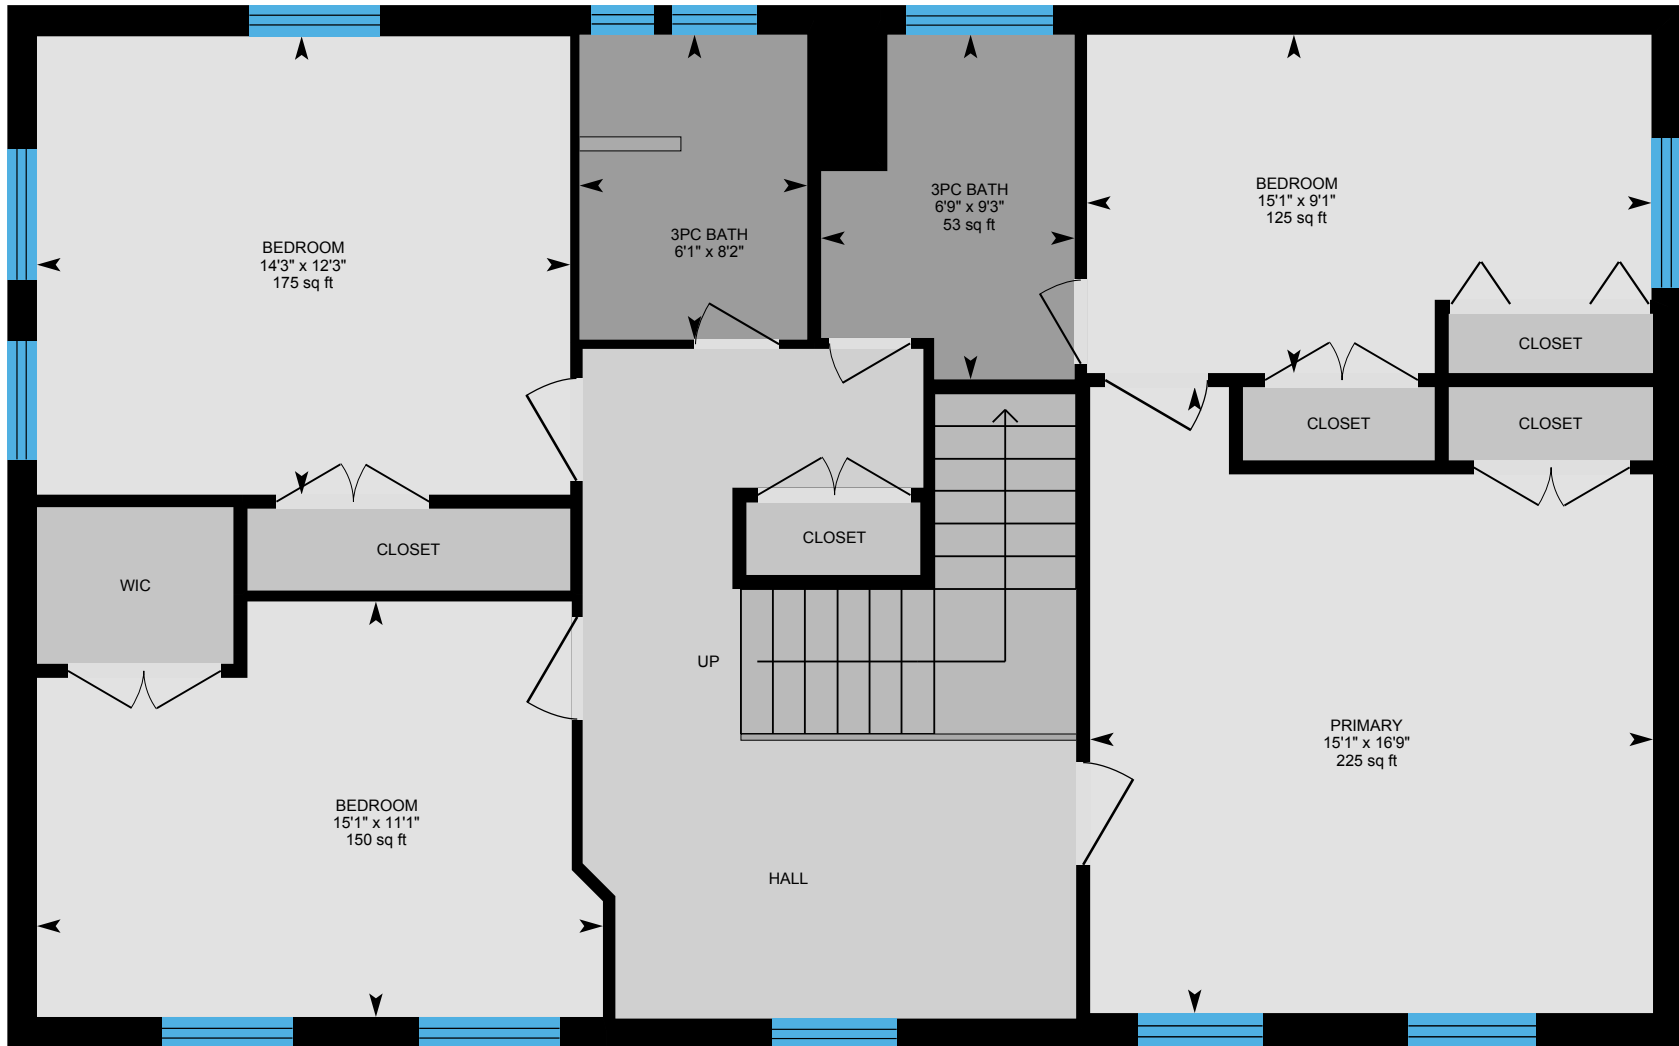 3PC BATH
6'9" x 9'3"
53 sq ft
BEDROOM
15'1" x 9'1"
125 sq ft
3PC BATH
6'1" x 8'2"
BEDROOM
14'3" x 12'3"
175 sq ft
CLOSET
CLOSET
CLOSET
CLOSET
CLOSET
WIC
UP
PRIMARY
15'1" x 16'9"
225 sq ft
BEDROOM
15'1" x 11'1"
150 sq ft
HALL